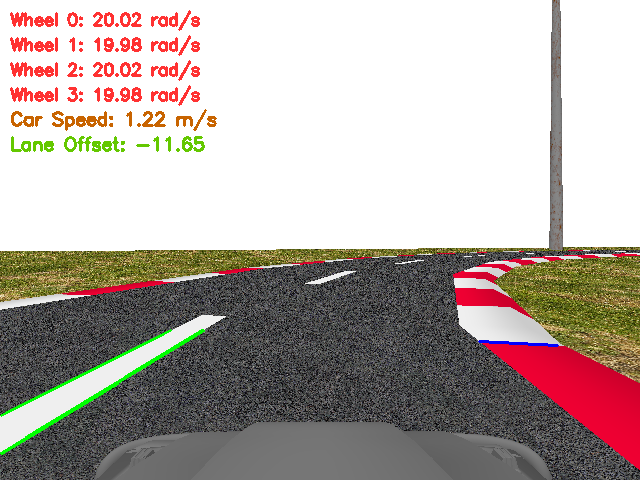 Wheel 0: 20.02 rad/s
Wheel 1: 19.98 rad/s
Wheel 2: 20.02 rad/s
Wheel 3: 19.98 rad/s
Car Speed: 1.22 m/s
Lane Offset: -11.65